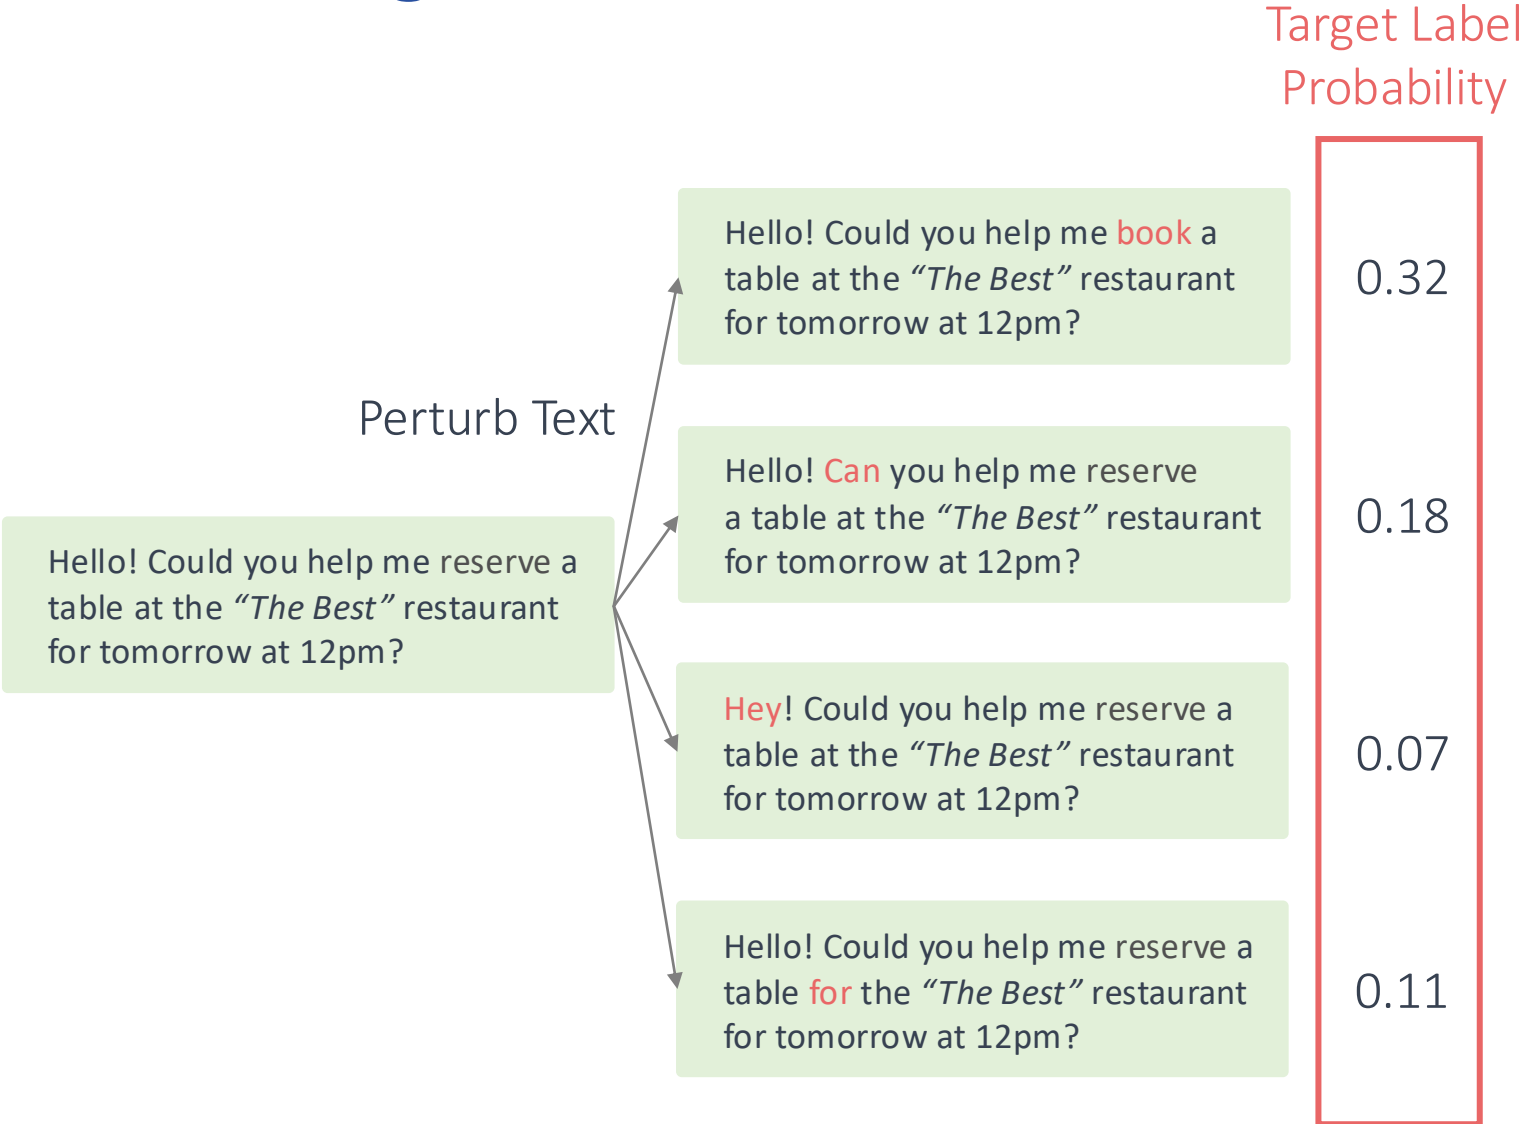 Target Label
Probability
Hello! Could you help me book a
table at the “The Best” restaurant
for tomorrow at 12pm?
0.32
Perturb Text
Hello! Can you help me reserve
a table at the “The Best” restaurant
for tomorrow at 12pm?
0.18
Hello! Could you help me reserve a
table at the “The Best” restaurant
for tomorrow at 12pm?
Hey! Could you help me reserve a
table at the “The Best” restaurant
for tomorrow at 12pm?
0.07
Hello! Could you help me reserve a
table for the “The Best” restaurant
for tomorrow at 12pm?
0.11